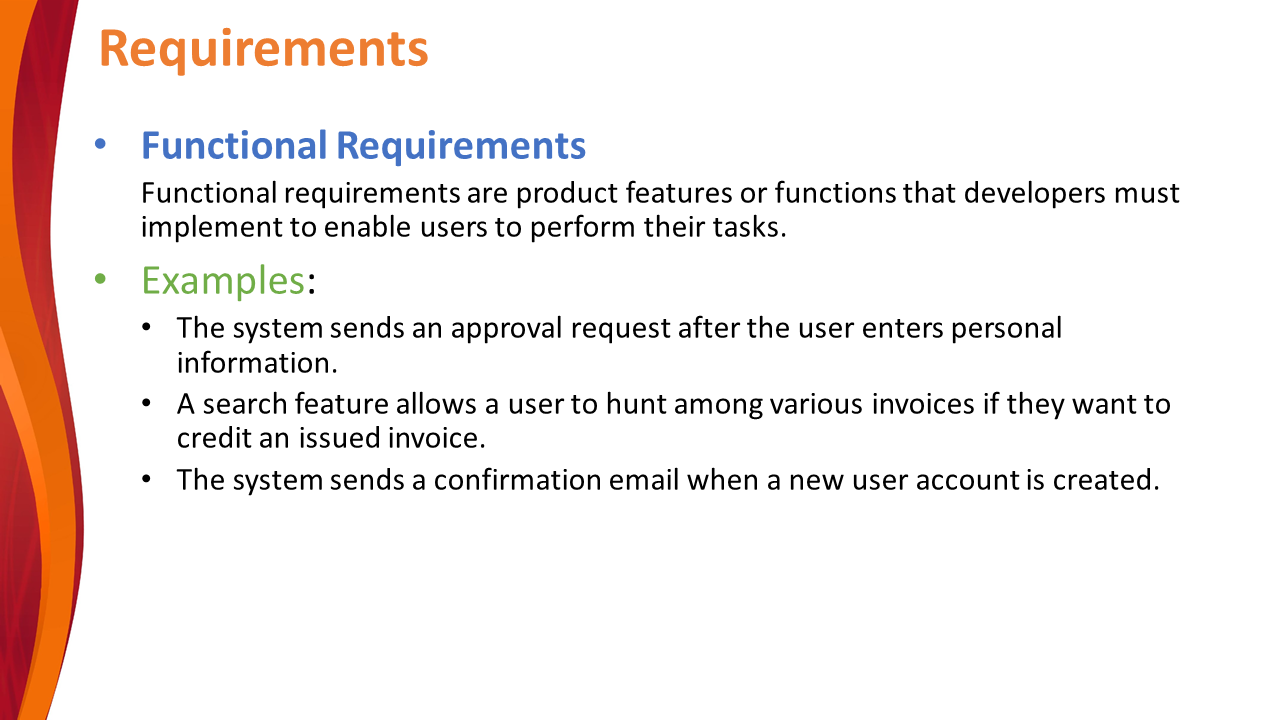 Requirements
• Functional Requirements
Functional requirements are product features or functions that developers must
implement to enable users to perform their tasks.
• Examples:
• The system sends an approval request after the user enters personal
information.
• A search feature allows a user to hunt among various invoices if they want to
credit an issued invoice.
• The system sends a confirmation email when a new user account is created.